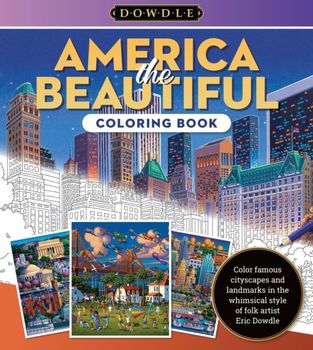 DOWDLE
AMERICA
the
BEAUTIFUL
COLORING BOOK
Color famous
cityscapes and
landmarks in the
whimsical style
of folk artist
Eric Dowdle